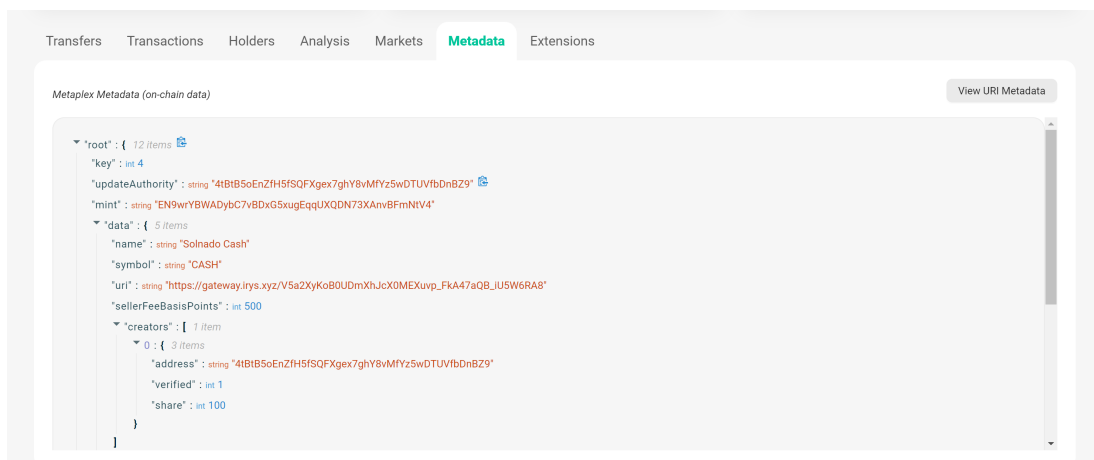 Transfers Transactions Holders Analysis Markets Metadata Extensions
Metaplex Metadata (on-chain data) View URI Metadata
"root" : { 12 items
"key" : int 4
"updateAuthority" : string "4tBtB5oEnZfH5fSQFXgex7ghY8vMfYz5wDTUVfbDnBZ9"
"mint" : string "EN9wrYBWADybC7vBDxG5xugEqqUXQDN73XAnvBFmNtV4"
"data" : { 5 items
"name" : string "Solnado Cash"
"symbol" : string "CASH"
"uri" : string "https://gateway.irys.xyz/V5a2XyKoB0UDmXhJcX0MEXuvp_FkA47aQB_iU5W6RA8"
"sellerFeeBasisPoints" : int 500
"creators" : [ 1 item
0 : { 3 items
"address" : string "4tBtB5oEnZfH5fSQFXgex7ghY8vMfYz5wDTUVfbDnBZ9"
"verified" : int 1
"share" : int 100
}
]